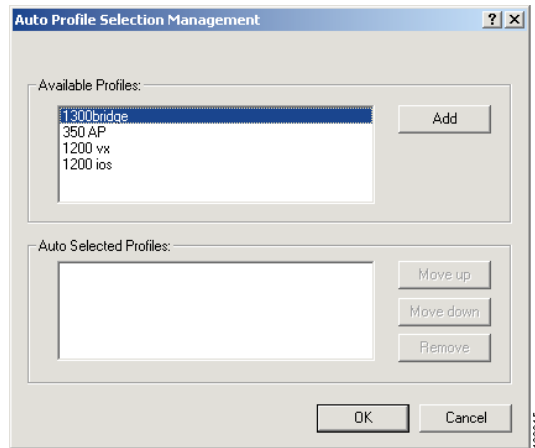 Auto Profile Selection Management
Available Profiles:
1300bridge
350 AP
1200 vx
1200 ios
Add
Auto Selected Profiles:
Move up
Move down
Remove
OK
Cancel